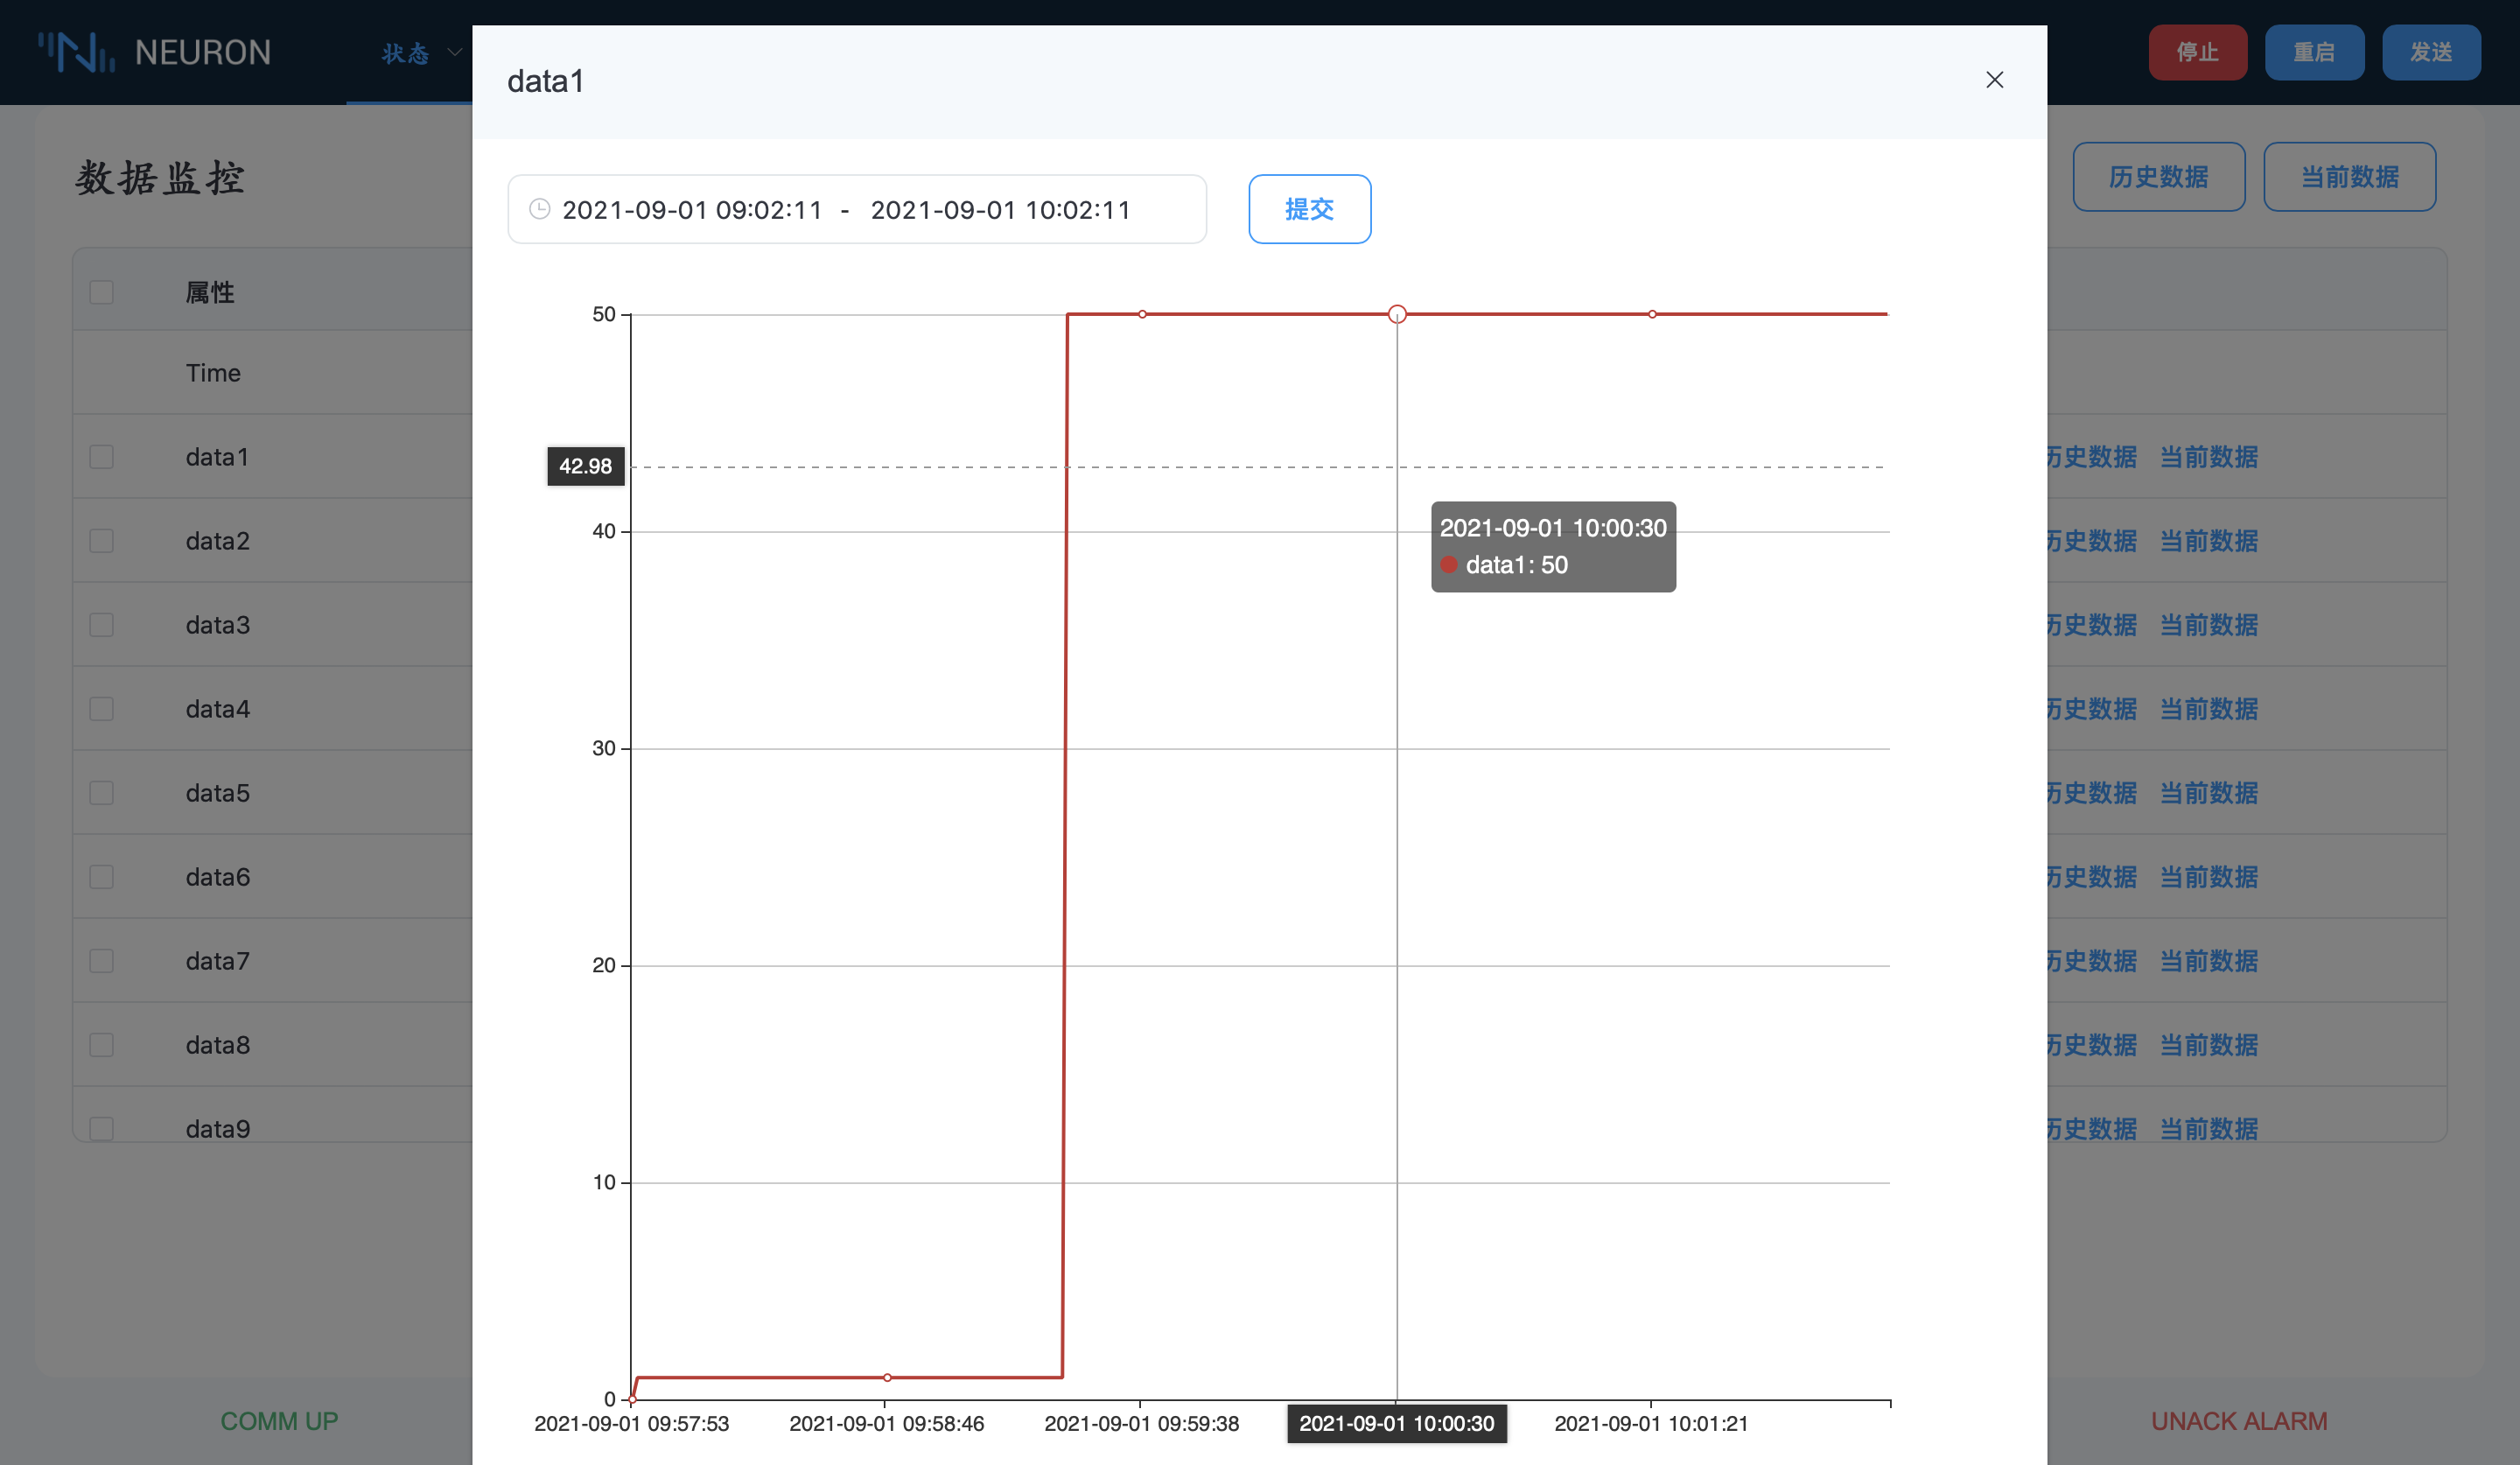 NEURON
状态
停止
重启
发送
data1
数据监控
历史数据
当前数据
2021-09-01 09:02:11 - 2021-09-01 10:02:11
提交
属性
Time
data1
历史数据 当前数据
data2
历史数据 当前数据
data3
历史数据 当前数据
data4
历史数据 当前数据
data5
历史数据 当前数据
data6
历史数据 当前数据
data7
历史数据 当前数据
data8
历史数据 当前数据
data9
历史数据 当前数据
50
42.98
40
30
20
10
0
2021-09-01 10:00:30
data1: 50
2021-09-01 09:57:53
2021-09-01 09:58:46
2021-09-01 09:59:38
2021-09-01 10:00:30
2021-09-01 10:01:21
COMM UP
UNACK ALARM